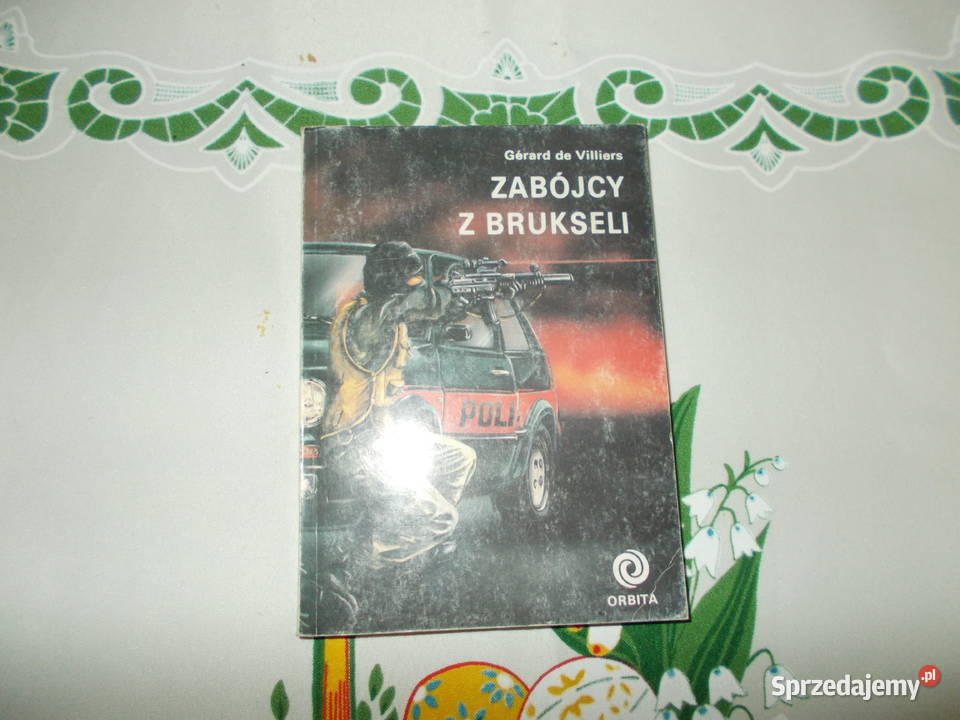 Gérard de Villiers
ZABÓJCY
Z BRUKSELI
POLI
ORBITA
Sprzedajemy.pl